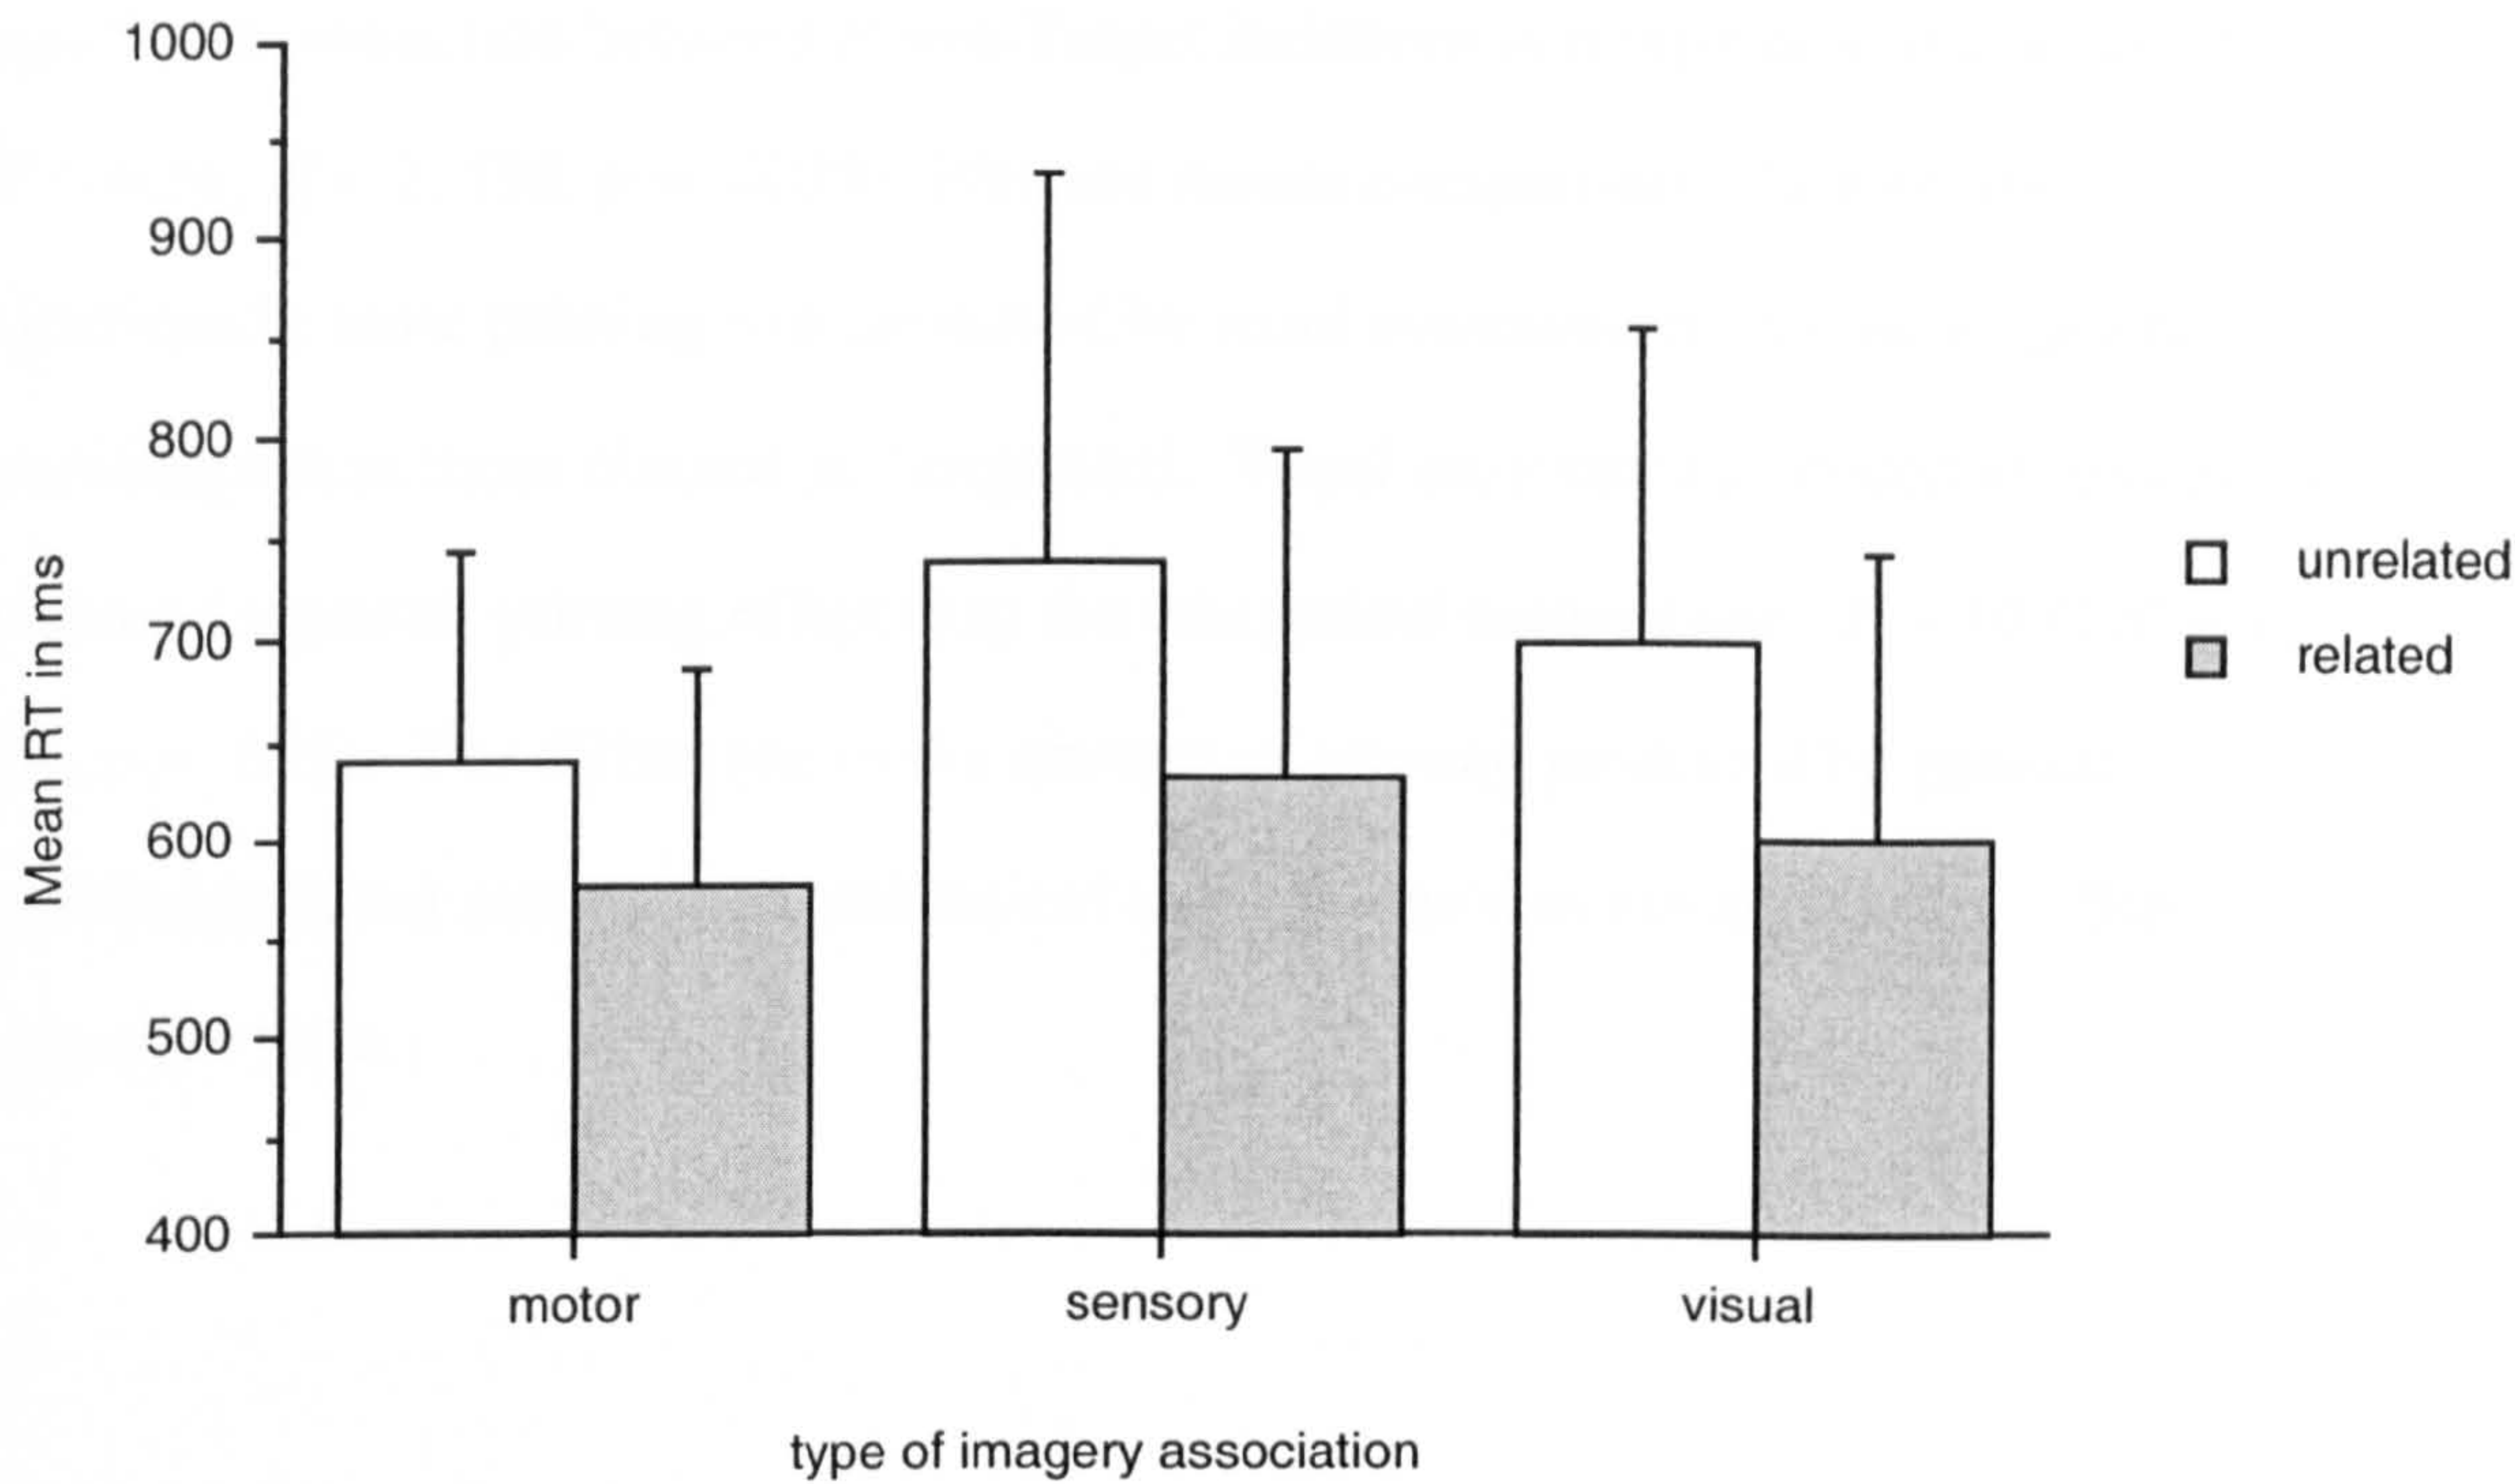 1000
900
800
700
600
500
400
Mean RT in ms
motor
sensory
visual
type of imagery association
unrelated
related